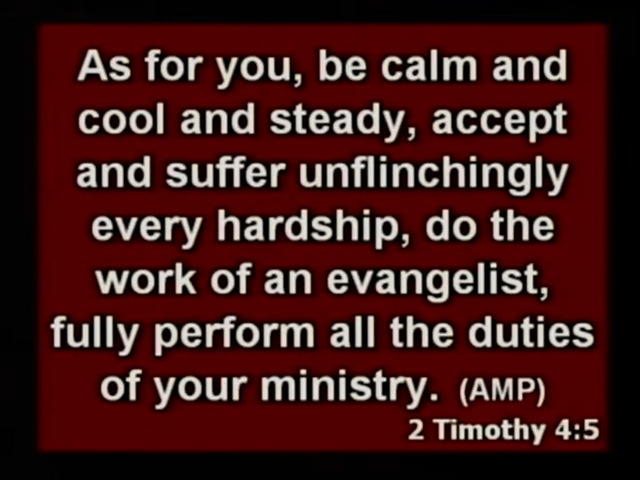 As for you, be calm and
cool and steady, accept
and suffer unflinchingly
every hardship, do the
work of an evangelist,
fully perform all the duties
of your ministry. (AMP)
2 Timothy 4:5